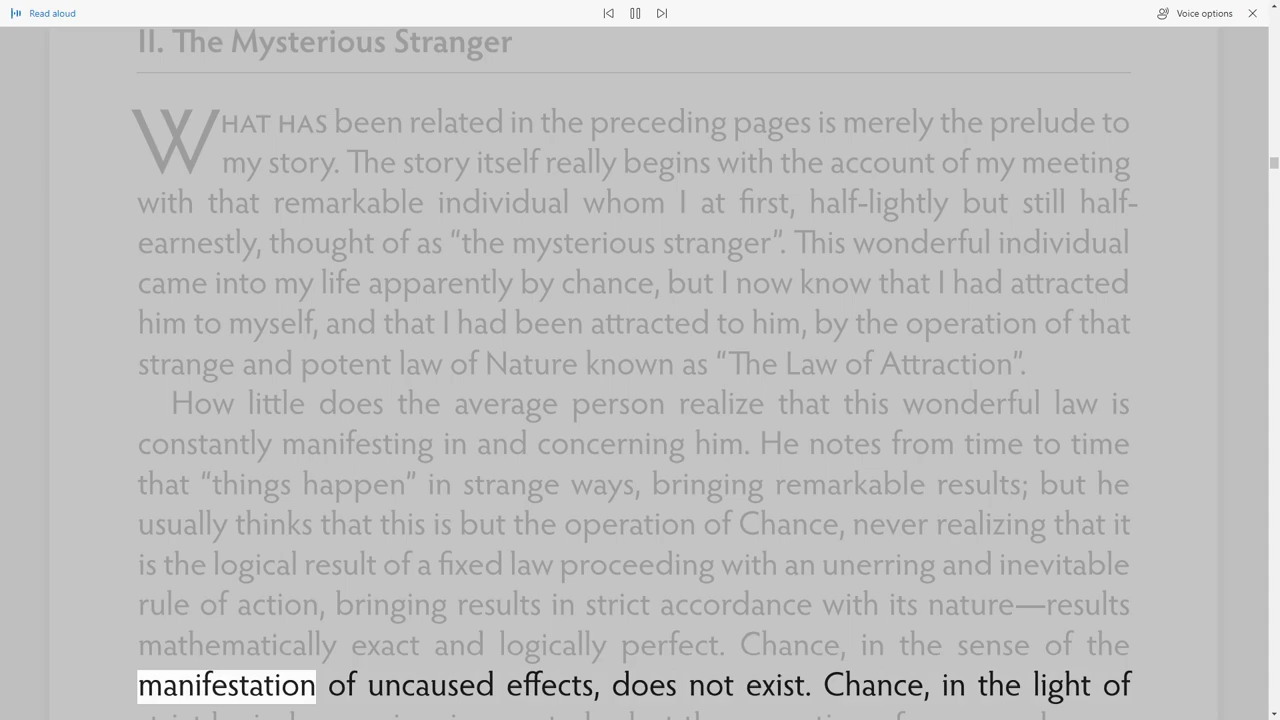 Read aloud
Voice options
II. The Mysterious Stranger
WHAT HAS been related in the preceding pages is merely the prelude to
my story. The story itself really begins with the account of my meeting
with that remarkable individual whom I at first, half-lightly but still half-
earnestly, thought of as “the mysterious stranger”. This wonderful individual
came into my life apparently by chance, but I now know that I had attracted
him to myself, and that I had been attracted to him, by the operation of that
strange and potent law of Nature known as “The Law of Attraction”.
How little does the average person realize that this wonderful law is
constantly manifesting in and concerning him. He notes from time to time
that “things happen” in strange ways, bringing remarkable results; but he
usually thinks that this is but the operation of Chance, never realizing that it
is the logical result of a fixed law proceeding with an unerring and inevitable
rule of action, bringing results in strict accordance with its nature—results
mathematically exact and logically perfect. Chance, in the sense of the
manifestation of uncaused effects, does not exist. Chance, in the light of